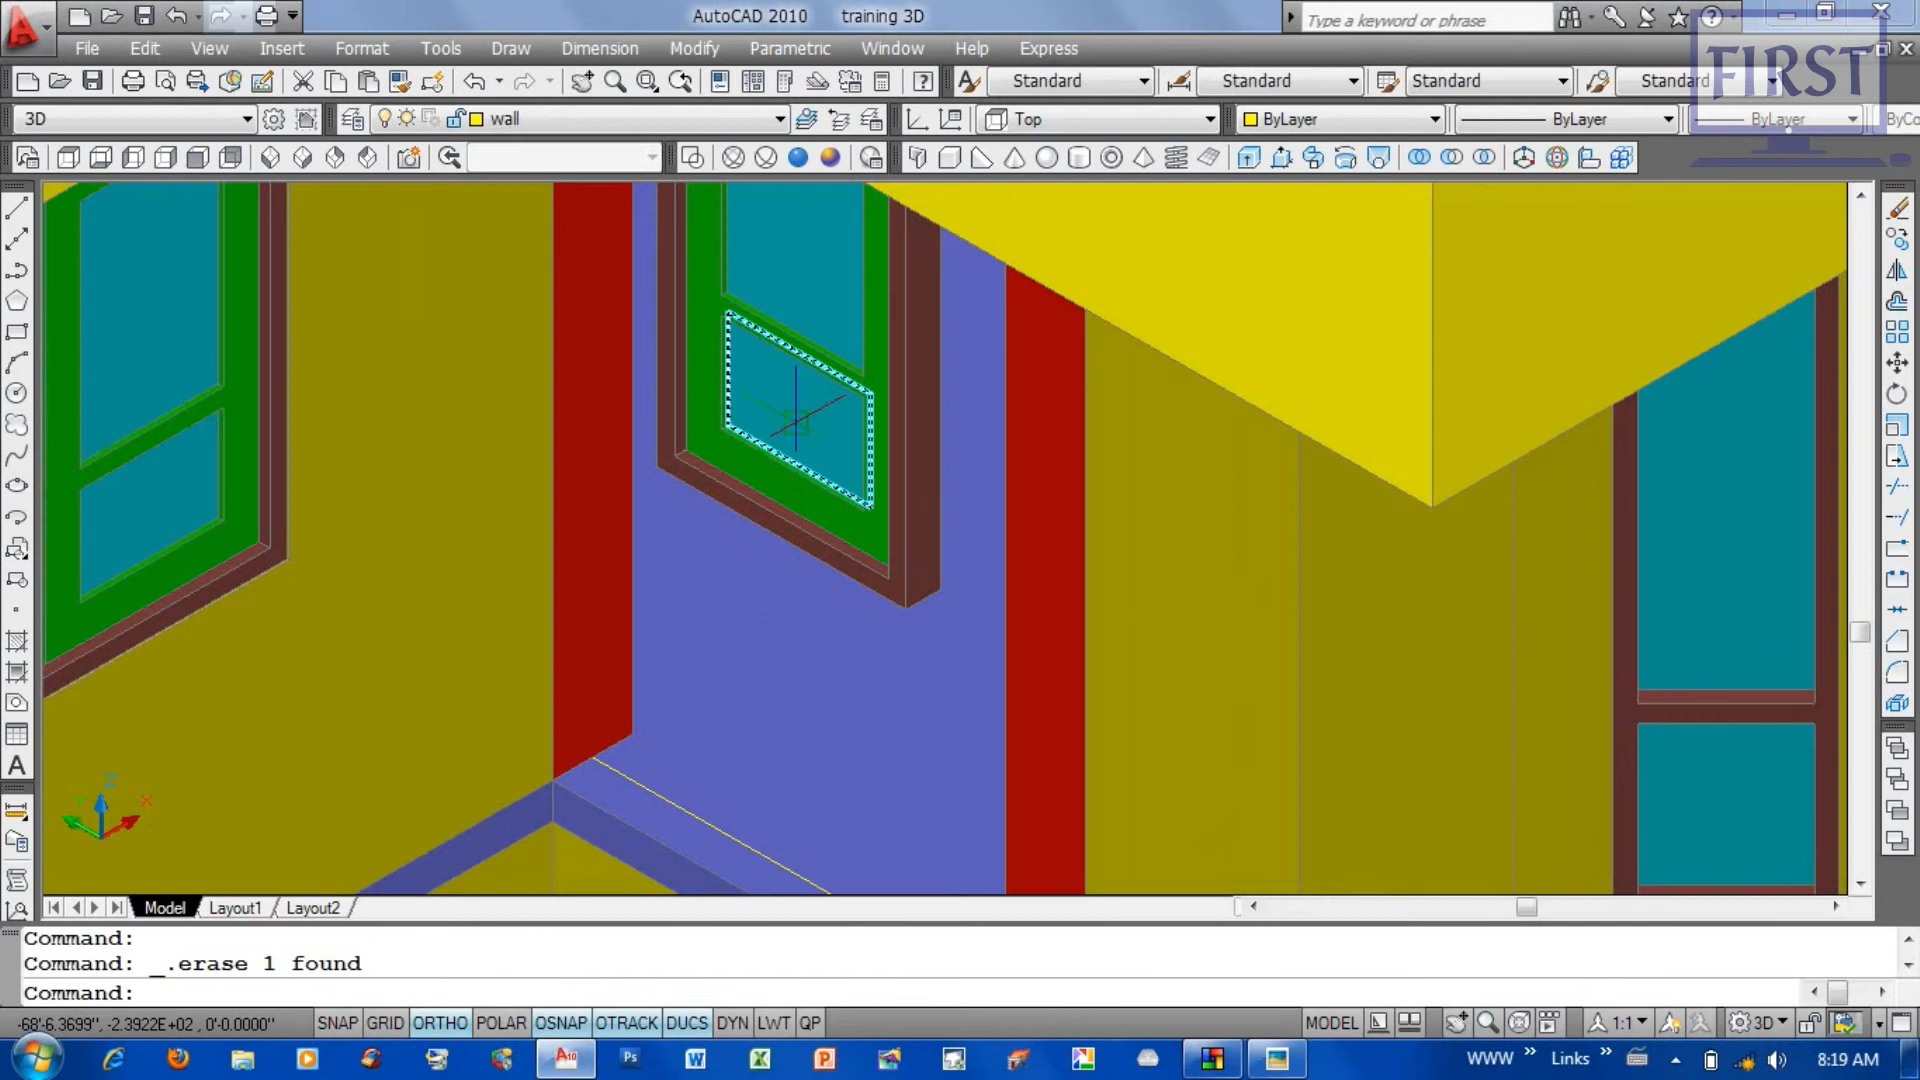 AutoCAD 2010 training 3D
Type a keyword or phrase
File Edit View Insert Format Tools Draw Dimension Modify Parametric Window Help Express
Standard Standard Standard Standard
3D wall Top ByLayer ByLayer ByLayer ByCo
FIRST
Model Layout1 Layout2
Command:
Command: _.erase 1 found
Command:
-68'-6.3699", -2.3922E+02, 0'-0.0000" SNAP GRID ORTHO POLAR OSNAP OTRACK DUCS DYN LWT QP MODEL 1:1 3D
WWW » Links » 8:19 AM